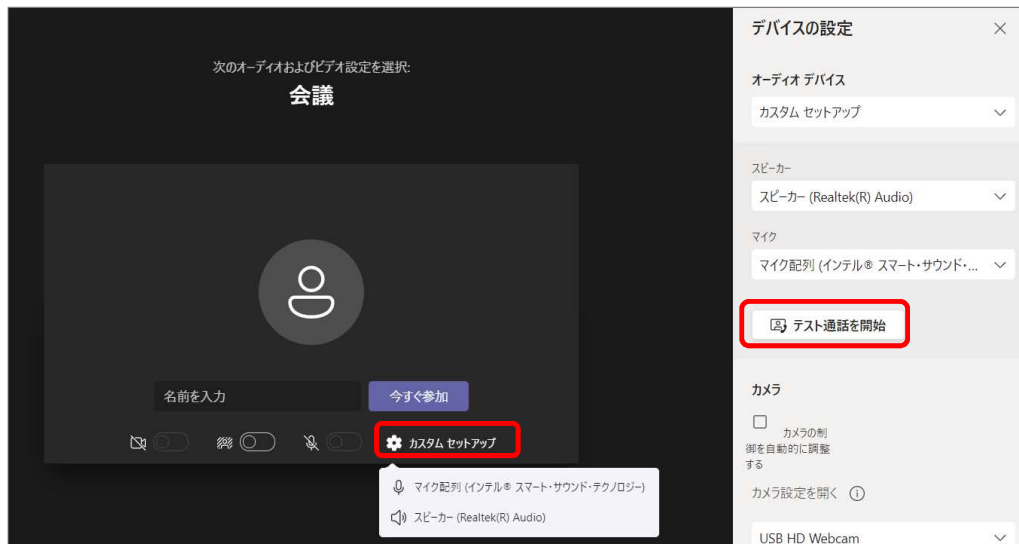 次のオーディオおよびビデオ設定を選択:
会議
名前を入力
今すぐ参加
カスタム セットアップ
マイク配列 (インテル® スマート・サウンド・テクノロジー)
スピーカー (Realtek(R) Audio)
デバイスの設定
オーディオ デバイス
カスタム セットアップ
スピーカー
スピーカー (Realtek(R) Audio)
マイク
マイク配列 (インテル® スマート・サウンド・...
テスト通話を開始
カメラ
カメラの制
御を自動的に調整
する
カメラ設定を開く
USB HD Webcam